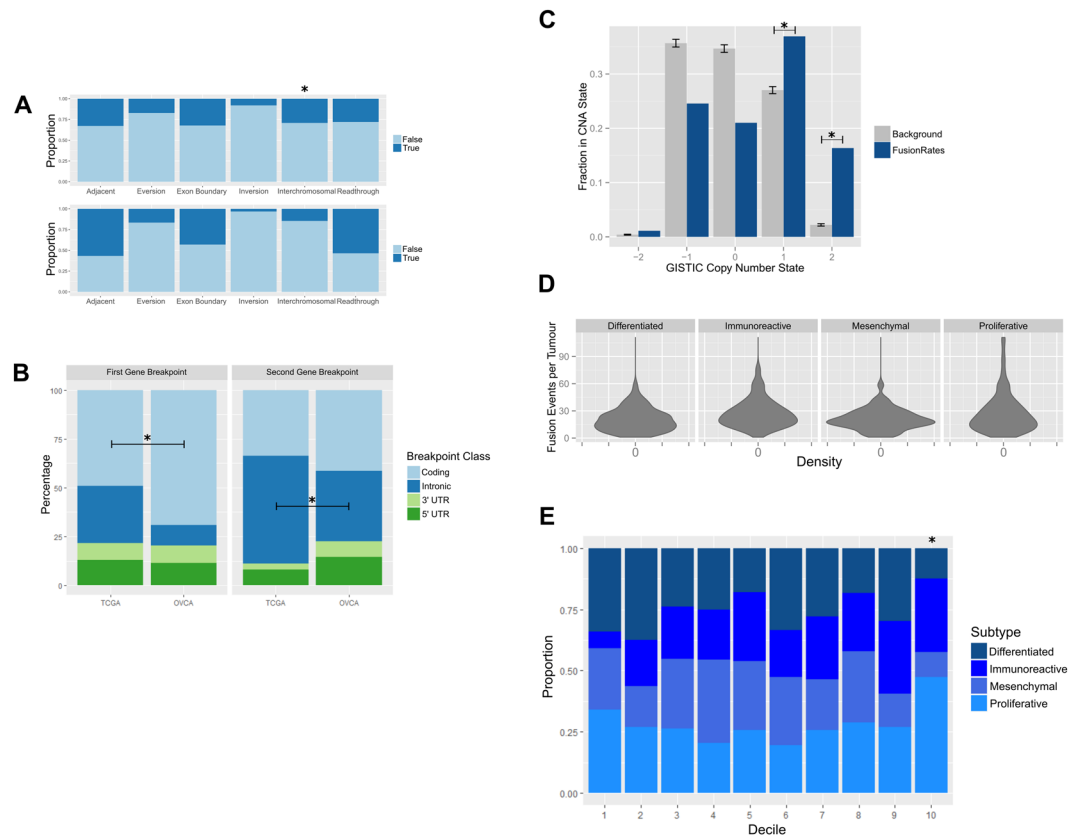 A
*
Proportion
1.00
0.75
0.50
0.25
0.00
Adjacent Eversion Exon Boundary Inversion Interchromosomal Readthrough
False
True
Proportion
1.00
0.75
0.50
0.25
0.00
Adjacent Eversion Exon Boundary Inversion Interchromosomal Readthrough
False
True
B
First Gene Breakpoint Second Gene Breakpoint
Percentage
100
75
50
25
0
*
*
TCGA OVCA TCGA OVCA
Breakpoint Class
Coding
Intronic
3' UTR
5' UTR
C
Fraction in CNA State
0.3
0.2
0.1
0.0
*
*
−2 −1 0 1 2
GISTIC Copy Number State
Background
FusionRates
D
Differentiated Immunoreactive Mesenchymal Proliferative
Fusion Events per Tumour
90
60
30
0
0 0 0 0
Density
E
*
Proportion
1.00
0.75
0.50
0.25
0.00
1 2 3 4 5 6 7 8 9 10
Decile
Subtype
Differentiated
Immunoreactive
Mesenchymal
Proliferative